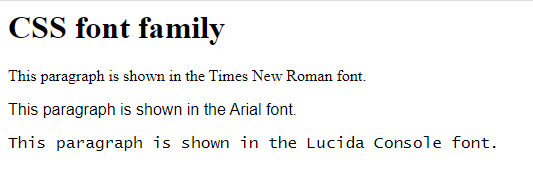 CSS font family
This paragraph is shown in the Times New Roman font.
This paragraph is shown in the Arial font.
This paragraph is shown in the Lucida Console font.